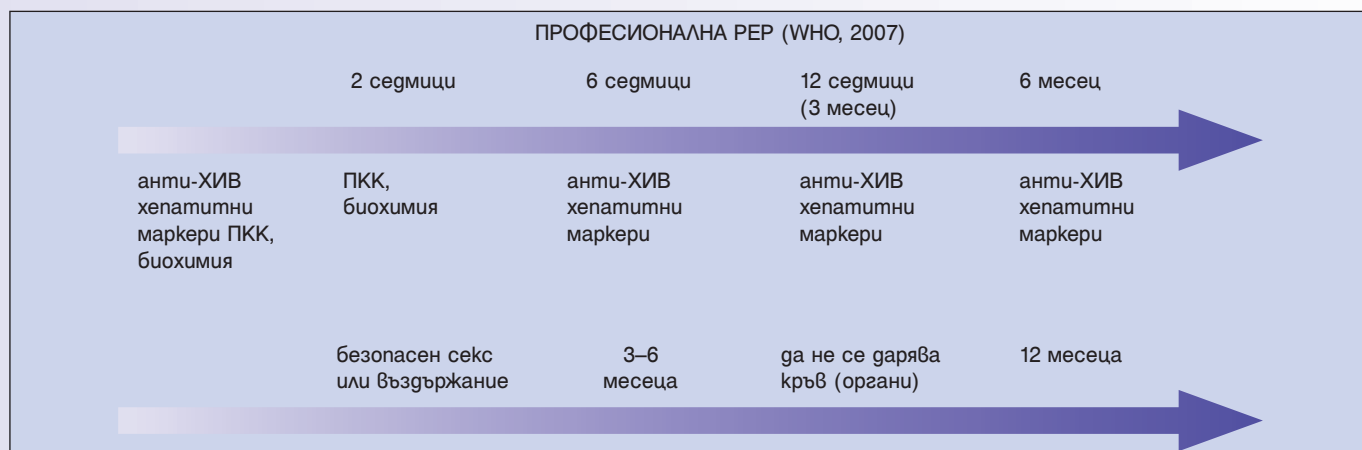 ПРОФЕСИОНАЛНА PEP (WHO, 2007)
2 седмици
6 седмици
12 седмици
(3 месец)
6 месец
анти-ХИВ
хепатитни
маркери ПКК,
биохимия
ПКК,
биохимия
анти-ХИВ
хепатитни
маркери
анти-ХИВ
хепатитни
маркери
анти-ХИВ
хепатитни
маркери
безопасен секс
или въздържание
3–6
месеца
да не се дарява
кръв (органи)
12 месеца